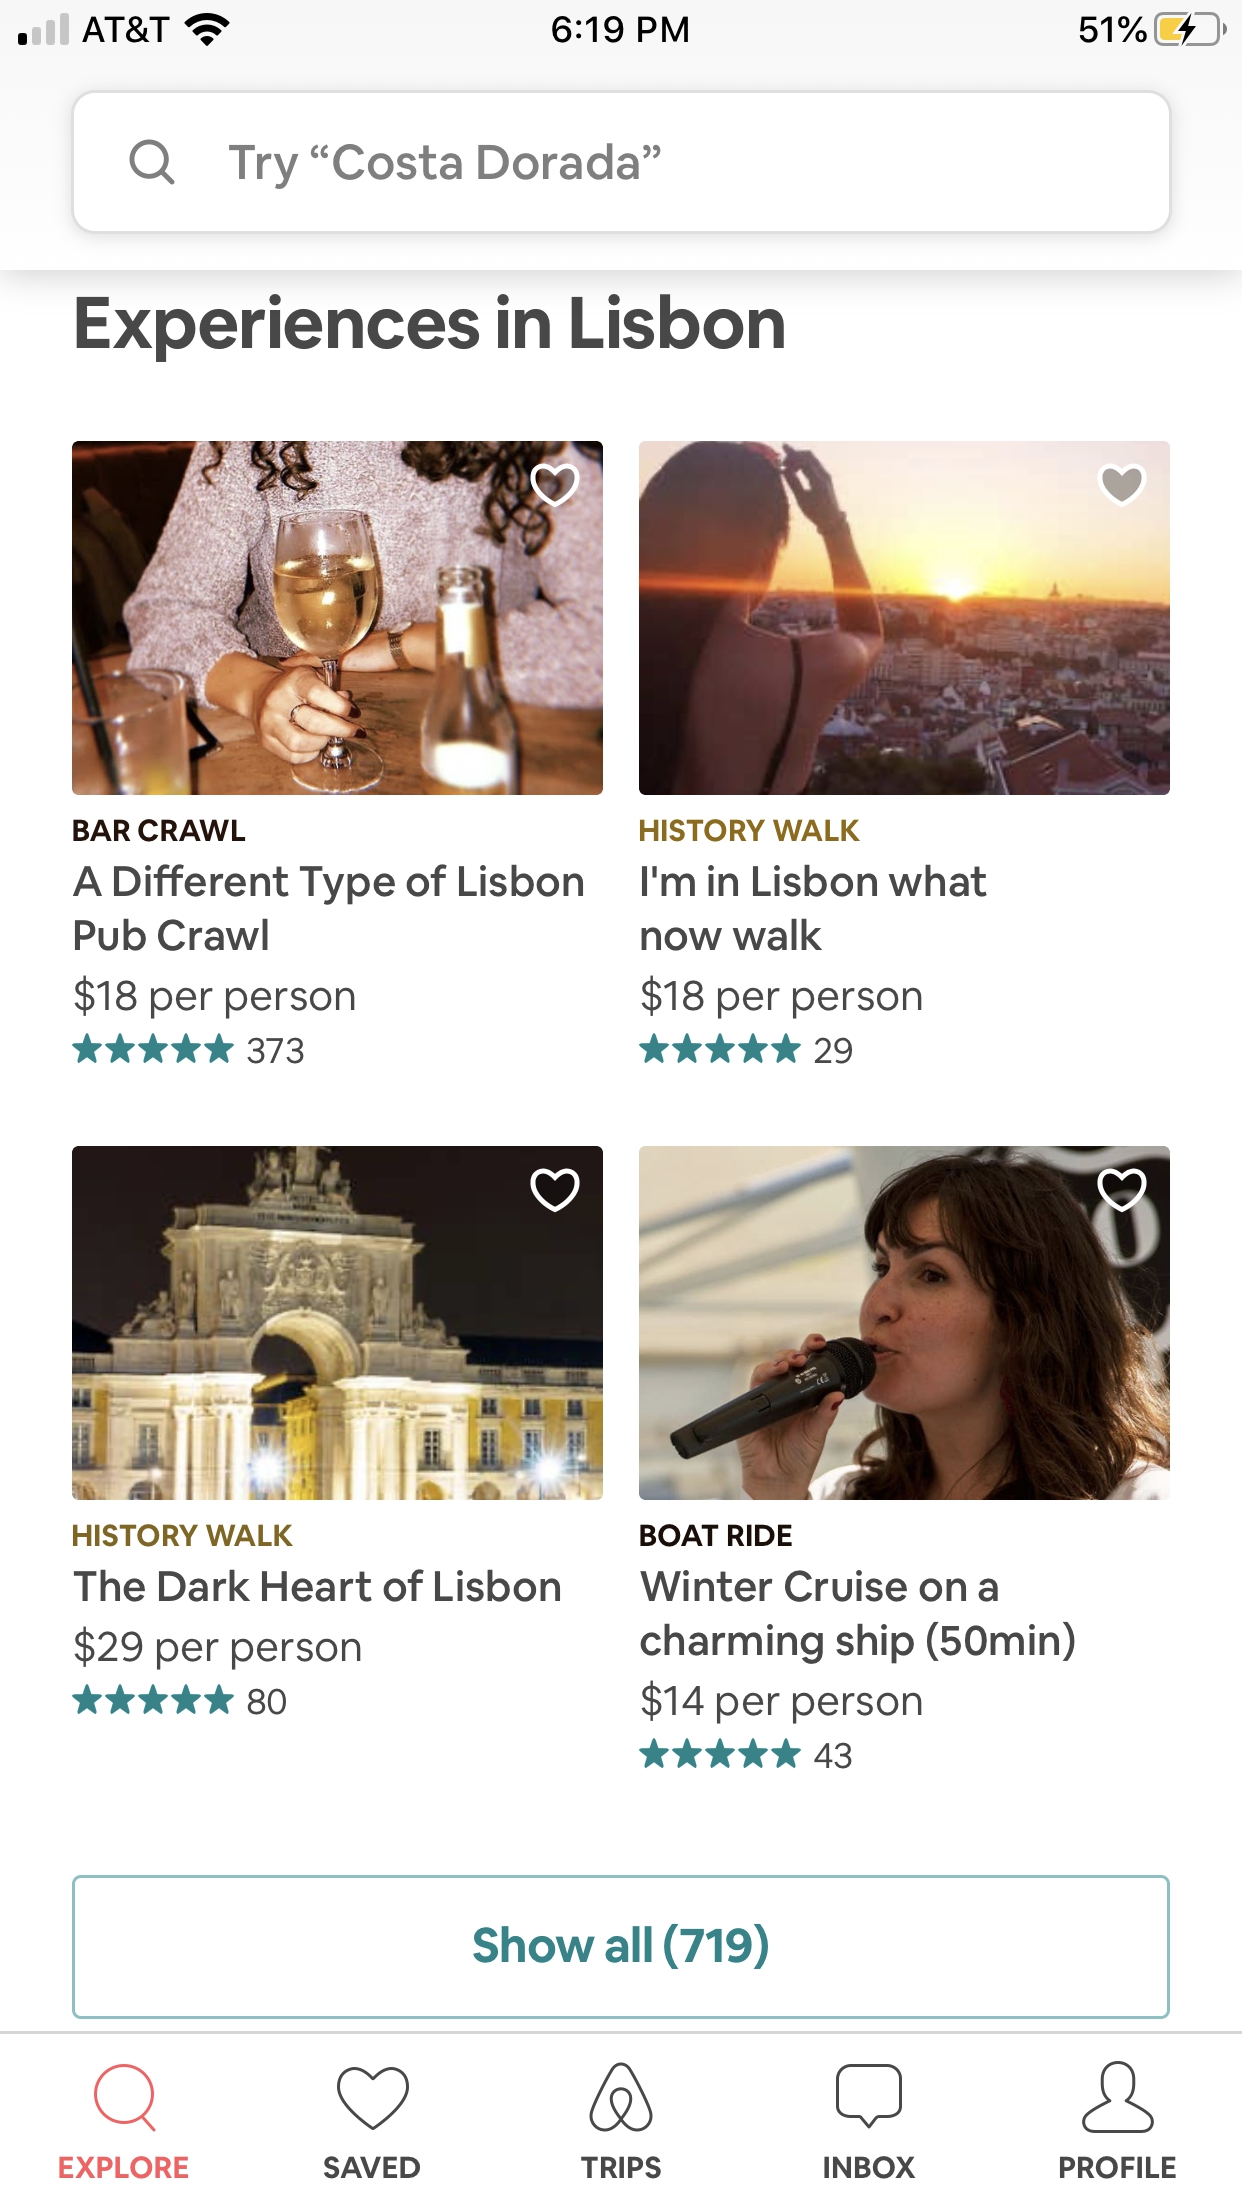 AT&T
6:19 PM
51%
Try “Costa Dorada”
Experiences in Lisbon
BAR CRAWL
A Different Type of Lisbon
Pub Crawl
$18 per person
373
HISTORY WALK
I'm in Lisbon what
now walk
$18 per person
29
HISTORY WALK
The Dark Heart of Lisbon
$29 per person
80
BOAT RIDE
Winter Cruise on a
charming ship (50min)
$14 per person
43
Show all (719)
EXPLORE
SAVED
TRIPS
INBOX
PROFILE